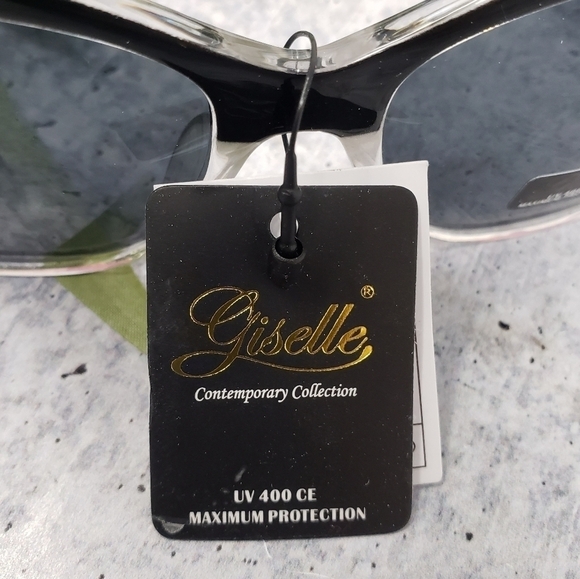 Giselle®
Contemporary Collection
UV 400 CE
MAXIMUM PROTECTION